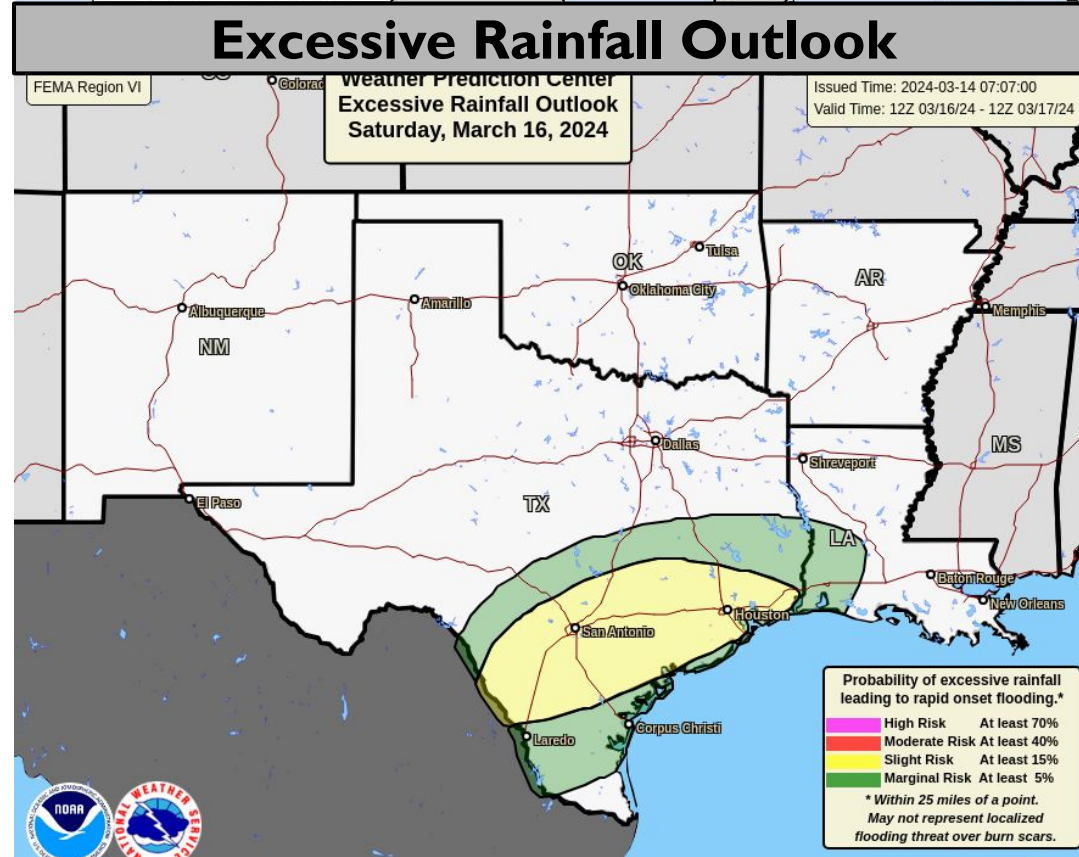 Excessive Rainfall Outlook
FEMA Region VI
Weather Prediction Center
Excessive Rainfall Outlook
Saturday, March 16, 2024
Issued Time: 2024-03-14 07:07:00
Valid Time: 12Z 03/16/24 - 12Z 03/17/24
Tulsa
OK
Oklahoma City
AR
Albuquerque
Amarillo
Memphis
NM
Dallas
MS
Shreveport
El Paso
TX
LA
Baton Rouge
New Orleans
Houston
San Antonio
Corpus Christi
Laredo
Probability of excessive rainfall
leading to rapid onset flooding.*
High Risk At least 70%
Moderate Risk At least 40%
Slight Risk At least 15%
Marginal Risk At least 5%
* Within 25 miles of a point.
May not represent localized
flooding threat over burn scars.
NOAA
NATIONAL WEATHER SERVICE